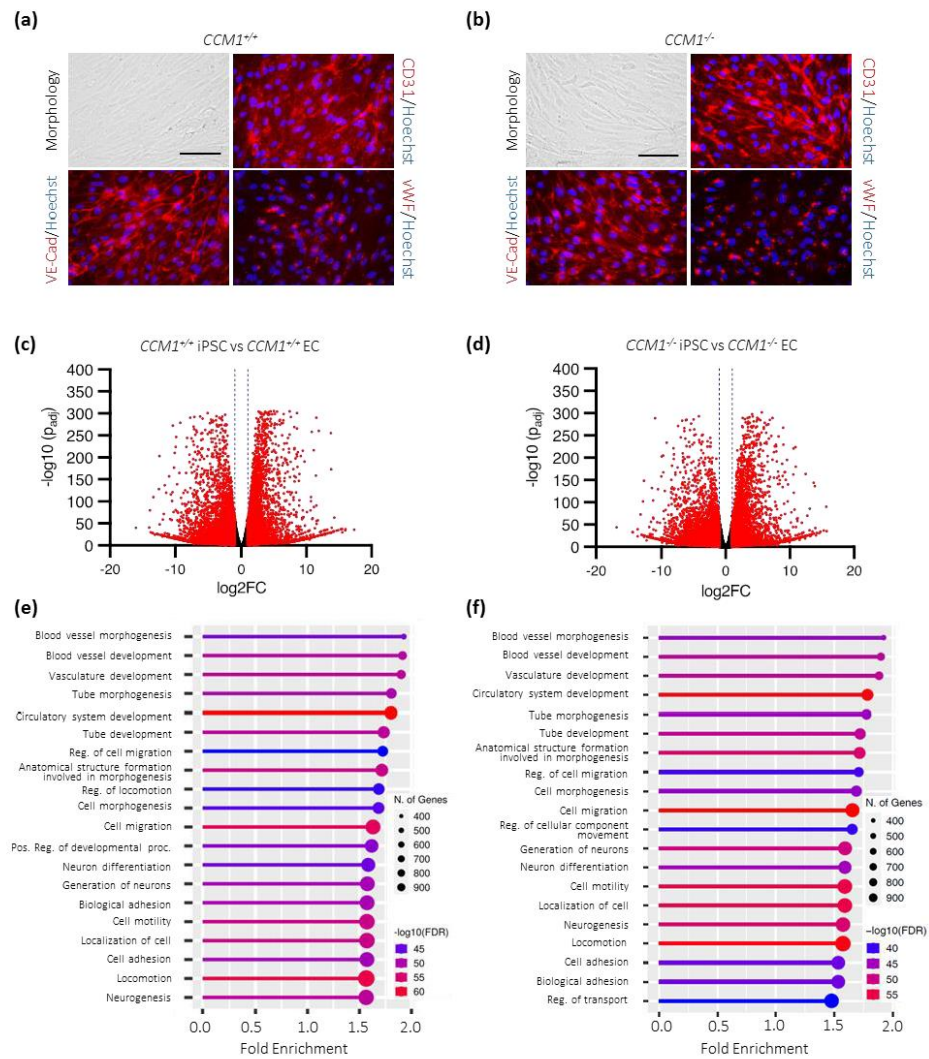 (a)
CCM1+/+
Morphology
CD31/Hoechst
VE-Cad/Hoechst
vWF/Hoechst
(b)
CCM1-/-
Morphology
CD31/Hoechst
VE-Cad/Hoechst
vWF/Hoechst
(c)
CCM1+/+ iPSC vs CCM1+/+ EC
-log10 (padj)
400
350
300
250
200
150
100
50
0
-20 -10 0 10 20
log2FC
(d)
CCM1-/- iPSC vs CCM1-/- EC
-log10 (padj)
400
350
300
250
200
150
100
50
0
-20 -10 0 10 20
log2FC
(e)
Blood vessel morphogenesis
Blood vessel development
Vasculature development
Tube morphogenesis
Circulatory system development
Tube development
Reg. of cell migration
Anatomical structure formation
involved in morphogenesis
Reg. of locomotion
Cell morphogenesis
Cell migration
Pos. Reg. of developmental proc.
Neuron differentiation
Generation of neurons
Biological adhesion
Cell motility
Localization of cell
Cell adhesion
Locomotion
Neurogenesis
0.0 0.5 1.0 1.5 2.0
Fold Enrichment
N. of Genes
400
500
600
700
800
900
-log10(FDR)
45
50
55
60
(f)
Blood vessel morphogenesis
Blood vessel development
Vasculature development
Circulatory system development
Tube morphogenesis
Tube development
Anatomical structure formation
involved in morphogenesis
Reg. of cell migration
Cell morphogenesis
Cell migration
Reg. of cellular component
movement
Generation of neurons
Neuron differentiation
Cell motility
Localization of cell
Neurogenesis
Locomotion
Cell adhesion
Biological adhesion
Reg. of transport
0.0 0.5 1.0 1.5 2.0
Fold Enrichment
N. of Genes
400
500
600
700
800
900
-log10(FDR)
40
45
50
55